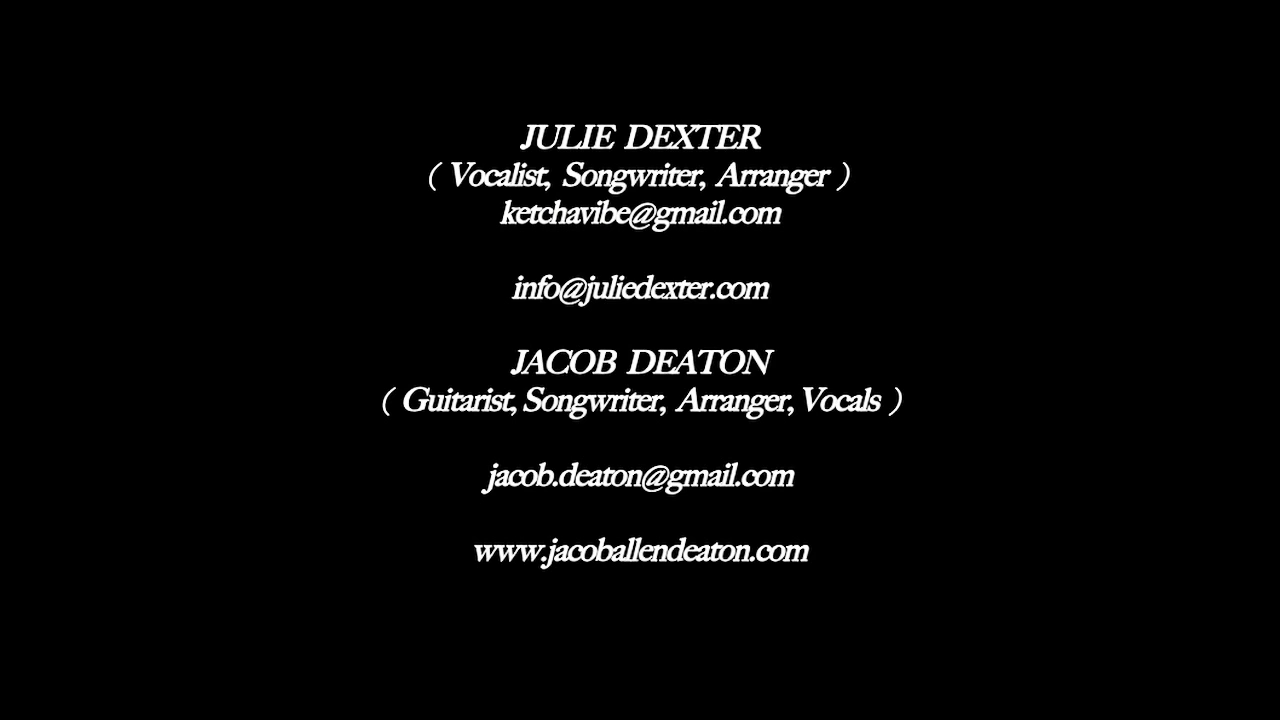 JULIE DEXTER
( Vocalist, Songwriter, Arranger )
ketchavibe@gmail.com
info@juliedexter.com
JACOB DEATON
( Guitarist, Songwriter, Arranger, Vocals )
jacob.deaton@gmail.com
www.jacoballendeaton.com